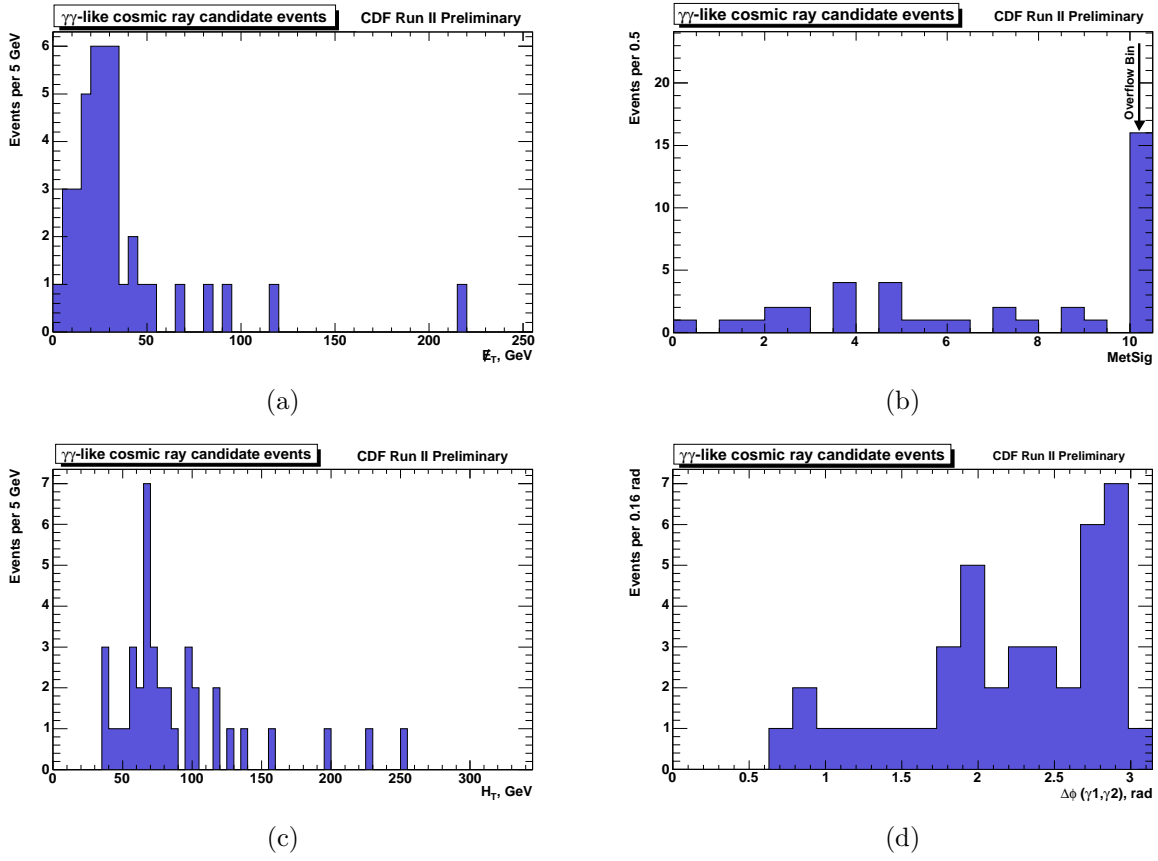 γγ-like cosmic ray candidate events CDF Run II Preliminary
Events per 5 GeV
6
5
4
3
2
1
0
0 50 100 150 200 250
E̸_T, GeV
(a)
γγ-like cosmic ray candidate events CDF Run II Preliminary
Events per 0.5
Overflow Bin
20
15
10
5
0
0 2 4 6 8 10
MetSig
(b)
γγ-like cosmic ray candidate events CDF Run II Preliminary
Events per 5 GeV
7
6
5
4
3
2
1
0
0 50 100 150 200 250 300
H_T, GeV
(c)
γγ-like cosmic ray candidate events CDF Run II Preliminary
Events per 0.16 rad
7
6
5
4
3
2
1
0
0 0.5 1 1.5 2 2.5 3
Δϕ (γ1,γ2), rad
(d)